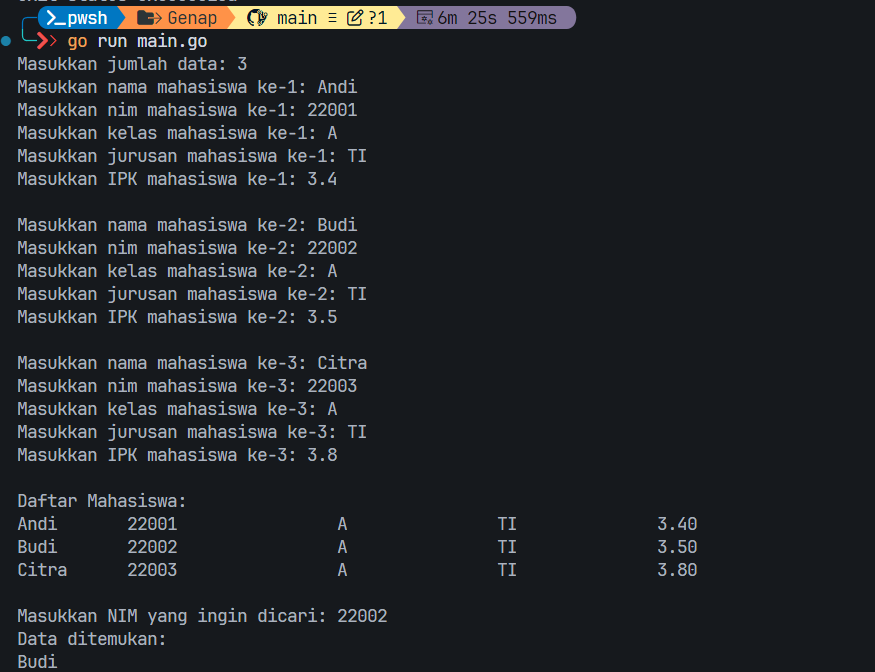 pwsh Genap main ≡ ?1 6m 25s 559ms
go run main.go
Masukkan jumlah data: 3
Masukkan nama mahasiswa ke-1: Andi
Masukkan nim mahasiswa ke-1: 22001
Masukkan kelas mahasiswa ke-1: A
Masukkan jurusan mahasiswa ke-1: TI
Masukkan IPK mahasiswa ke-1: 3.4
Masukkan nama mahasiswa ke-2: Budi
Masukkan nim mahasiswa ke-2: 22002
Masukkan kelas mahasiswa ke-2: A
Masukkan jurusan mahasiswa ke-2: TI
Masukkan IPK mahasiswa ke-2: 3.5
Masukkan nama mahasiswa ke-3: Citra
Masukkan nim mahasiswa ke-3: 22003
Masukkan kelas mahasiswa ke-3: A
Masukkan jurusan mahasiswa ke-3: TI
Masukkan IPK mahasiswa ke-3: 3.8
Daftar Mahasiswa:
Andi 22001 A TI 3.40
Budi 22002 A TI 3.50
Citra 22003 A TI 3.80
Masukkan NIM yang ingin dicari: 22002
Data ditemukan:
Budi